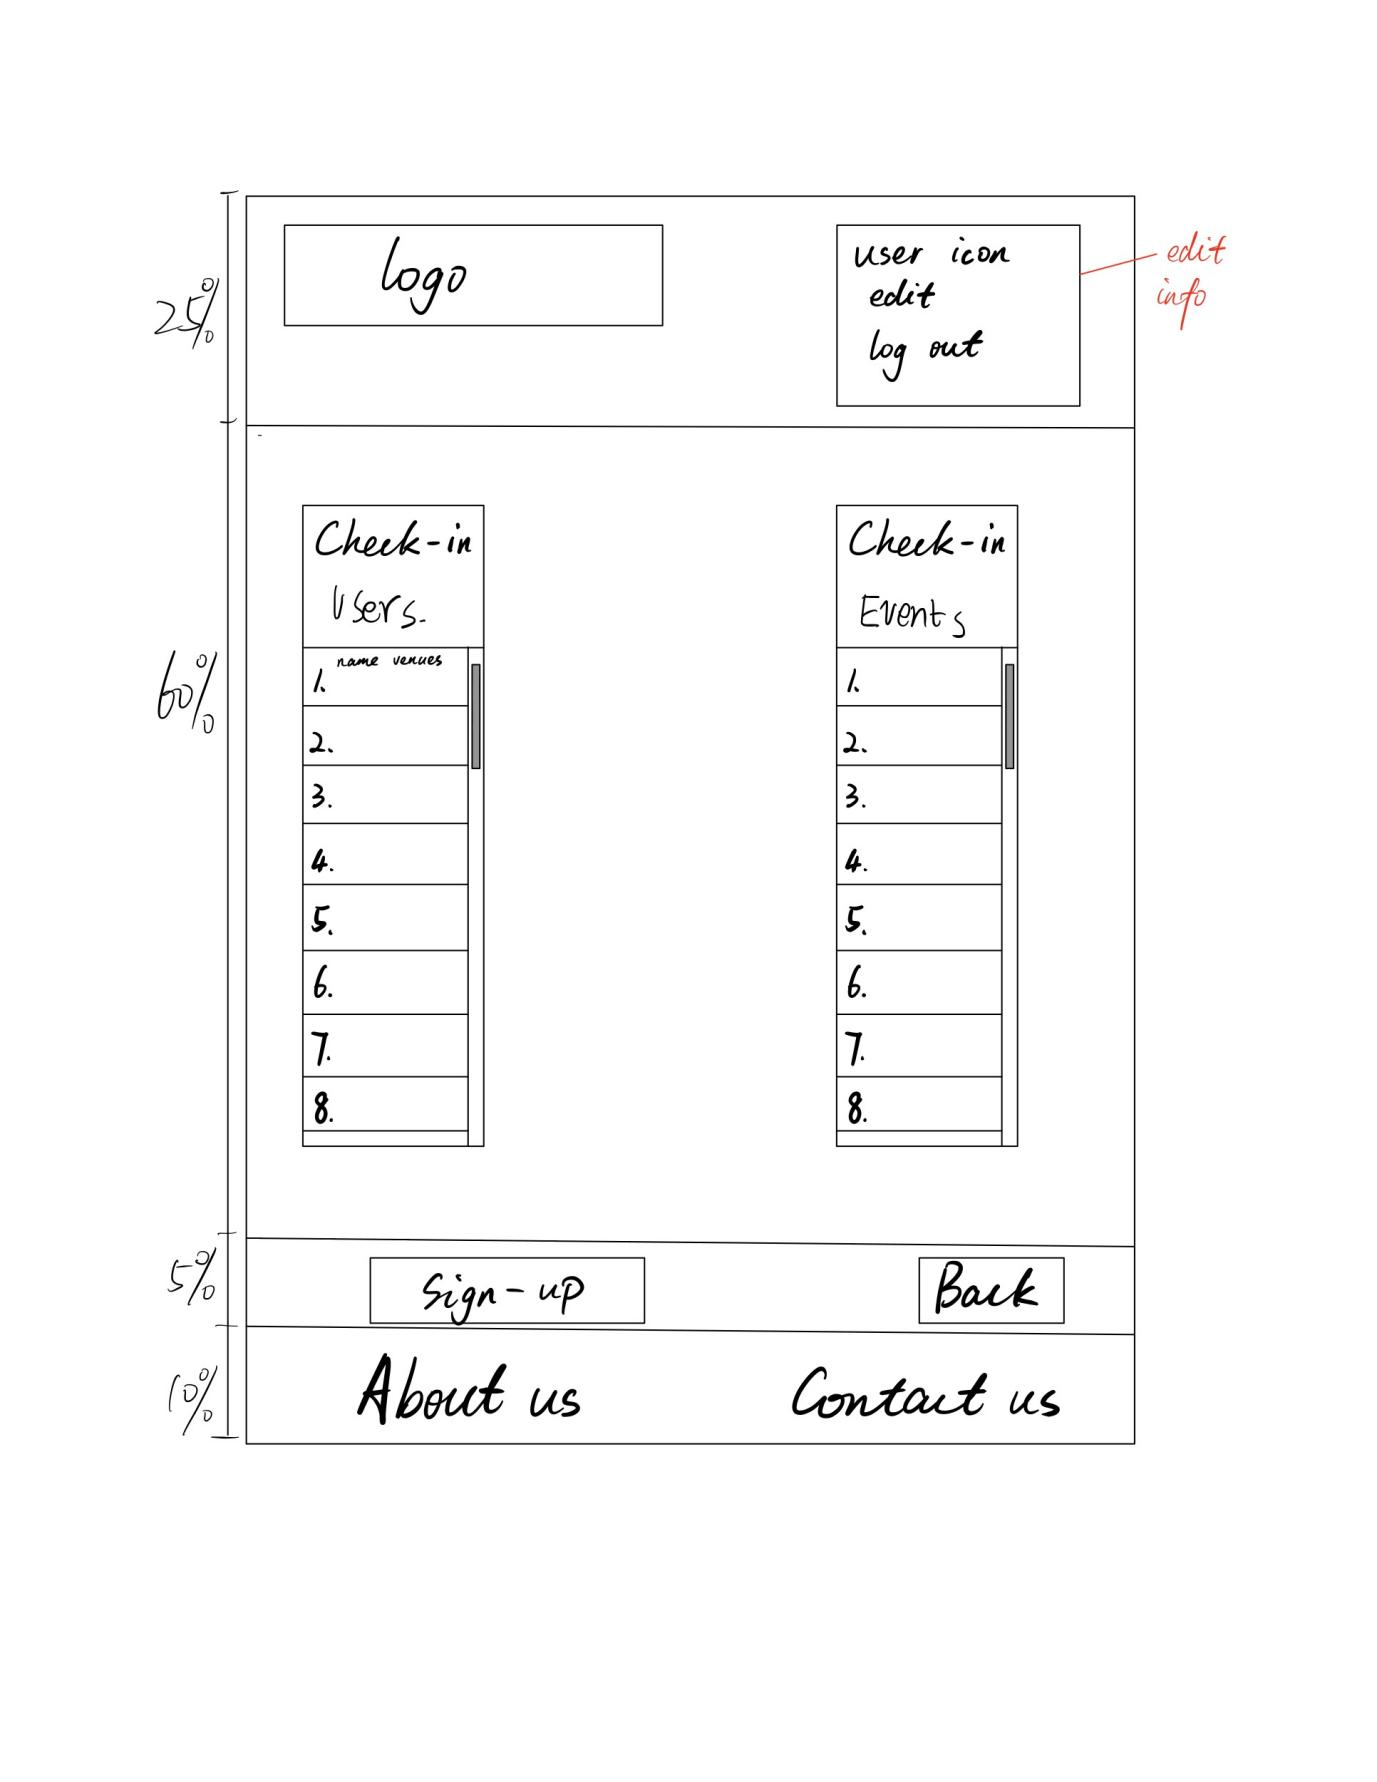 logo
user icon
edit
log out
edit
info
25%
Check-in
Users.
name venues
1.
2.
3.
4.
5.
6.
7.
8.
Check-in
Events
1.
2.
3.
4.
5.
6.
7.
8.
60%
Sign-up
Back
5%
About us
Contact us
10%